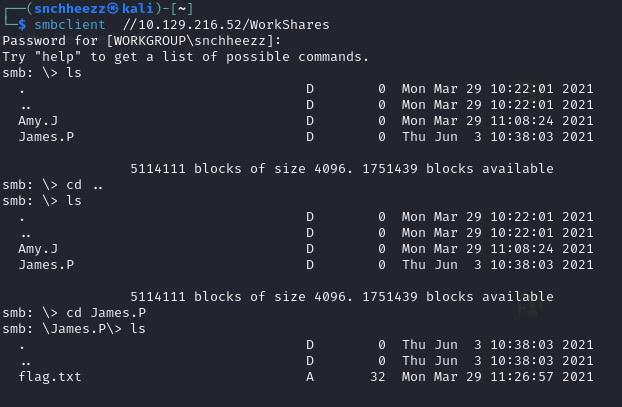 ┌──(snchheezz㉿kali)-[~]
└─$ smbclient //10.129.216.52/WorkShares
Password for [WORKGROUP\snchheezz]:
Try "help" to get a list of possible commands.
smb: \> ls
  .                                   D        0  Mon Mar 29 10:22:01 2021
  ..                                  D        0  Mon Mar 29 10:22:01 2021
  Amy.J                               D        0  Mon Mar 29 11:08:24 2021
  James.P                             D        0  Thu Jun  3 10:38:03 2021
                5114111 blocks of size 4096. 1751439 blocks available
smb: \> cd ..
smb: \> ls
  .                                   D        0  Mon Mar 29 10:22:01 2021
  ..                                  D        0  Mon Mar 29 10:22:01 2021
  Amy.J                               D        0  Mon Mar 29 11:08:24 2021
  James.P                             D        0  Thu Jun  3 10:38:03 2021
                5114111 blocks of size 4096. 1751439 blocks available
smb: \> cd James.P
smb: \James.P\> ls
  .                                   D        0  Thu Jun  3 10:38:03 2021
  ..                                  D        0  Thu Jun  3 10:38:03 2021
  flag.txt                            A       32  Mon Mar 29 11:26:57 2021